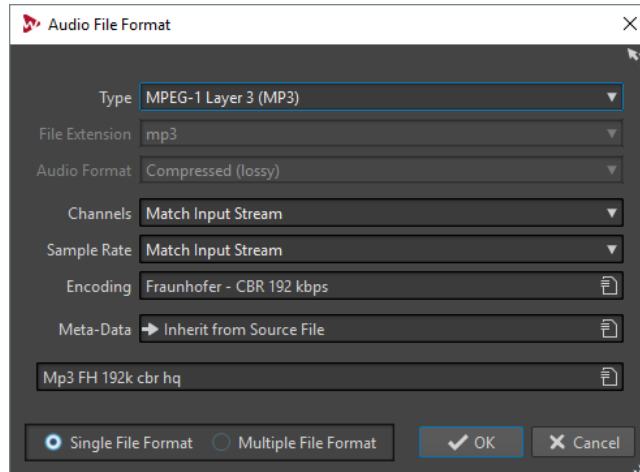 Audio File Format
Type MPEG-1 Layer 3 (MP3)
File Extension mp3
Audio Format Compressed (lossy)
Channels Match Input Stream
Sample Rate Match Input Stream
Encoding Fraunhofer - CBR 192 kbps
Meta-Data Inherit from Source File
Mp3 FH 192k cbr hq
Single File Format Multiple File Format OK Cancel